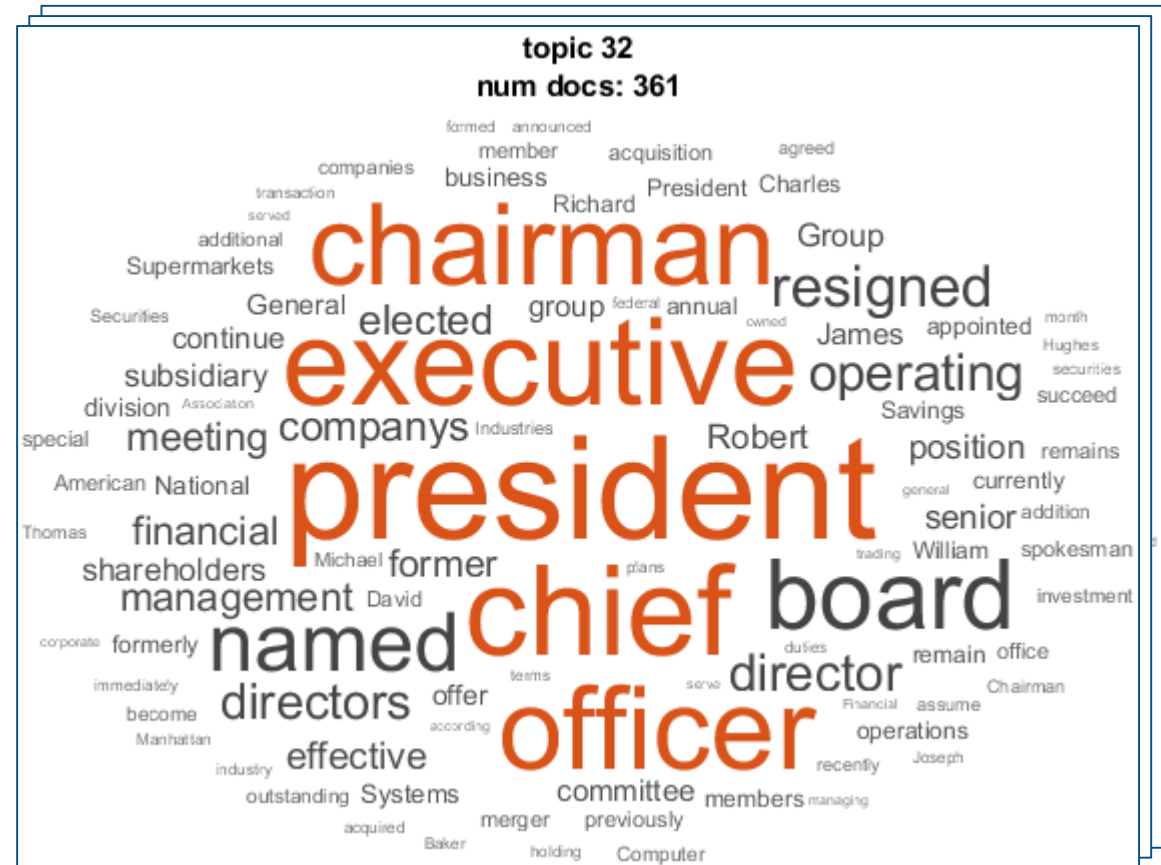 topic 32
num docs: 361
formed announced
member acquisition agreed
companies business President Charles
transaction Richard
served chairman Group
additional
Supermarkets resigned
General elected group federal annual
Securities owned appointed month
continue executive James Hughes
subsidiary operating securities
division Association Savings succeed
special meeting companys Industries Robert position remains
American National president general currently
Thomas financial senior addition
shareholders Michael former plans trading William spokesman
management David chief board investment
corporate formerly named duties remain office
immediately directors offer terms serve director Chairman
become according officer Financial assume
Manhattan effective operations
industry recently Joseph
outstanding Systems committee members managing
acquired merger previously
Baker holding Computer